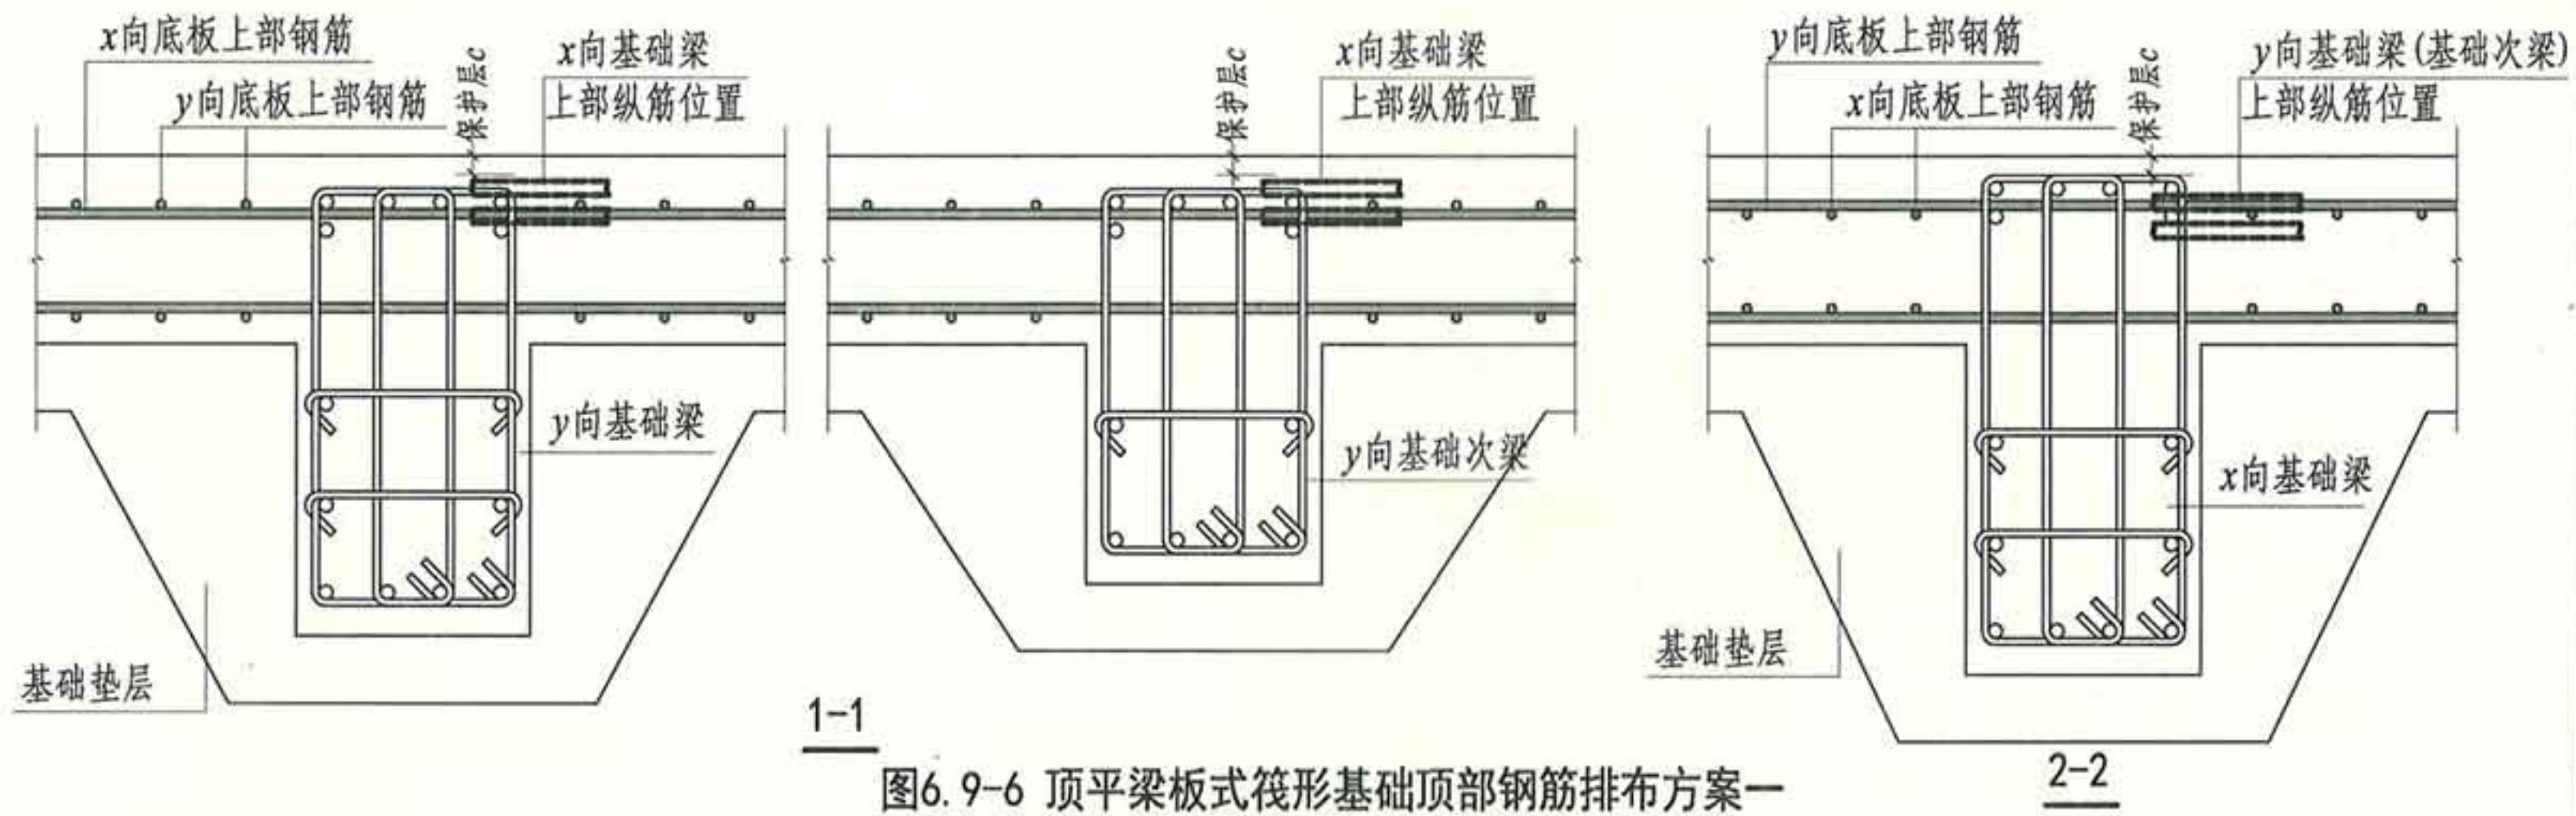 x向底板上部钢筋
y向底板上部钢筋
保护层c
x向基础梁
上部纵筋位置
y向基础梁
基础垫层
保护层c
x向基础梁
上部纵筋位置
y向基础次梁
1-1
y向底板上部钢筋
x向底板上部钢筋
保护层c
y向基础梁(基础次梁)
上部纵筋位置
x向基础梁
基础垫层
2-2
图6.9-6 顶平梁板式筏形基础顶部钢筋排布方案一